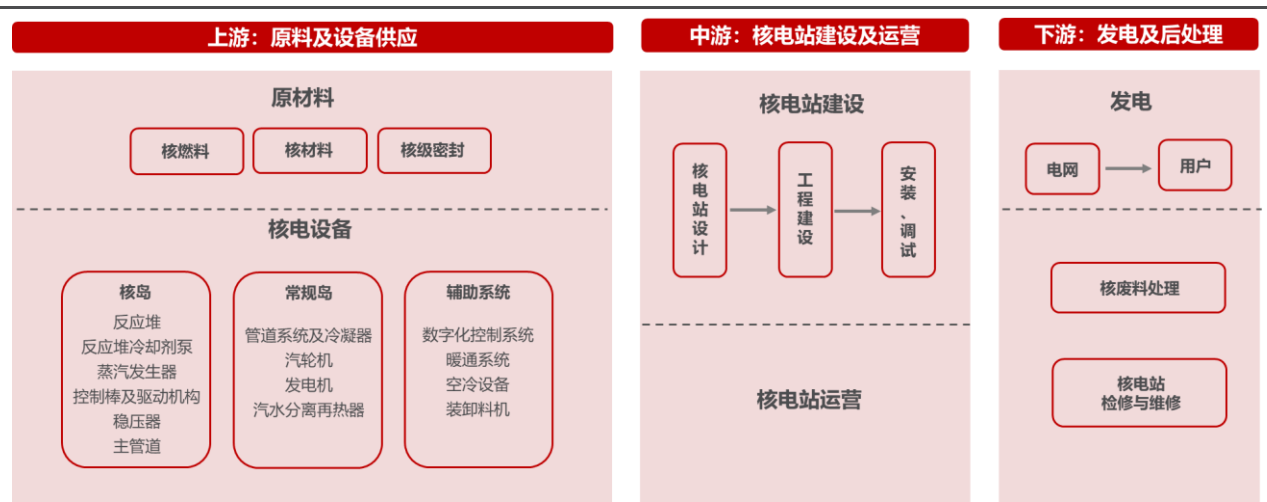 上游：原料及设备供应
原材料
核燃料
核材料
核级密封
核电设备
核岛
反应堆
反应堆冷却剂泵
蒸汽发生器
控制棒及驱动机构
稳压器
主管道
常规岛
管道系统及冷凝器
汽轮机
发电机
汽水分离再热器
辅助系统
数字化控制系统
暖通系统
空冷设备
装卸料机
中游：核电站建设及运营
核电站建设
核电站设计
工程建设
安装、调试
核电站运营
下游：发电及后处理
发电
电网
用户
核废料处理
核电站
检修与维修